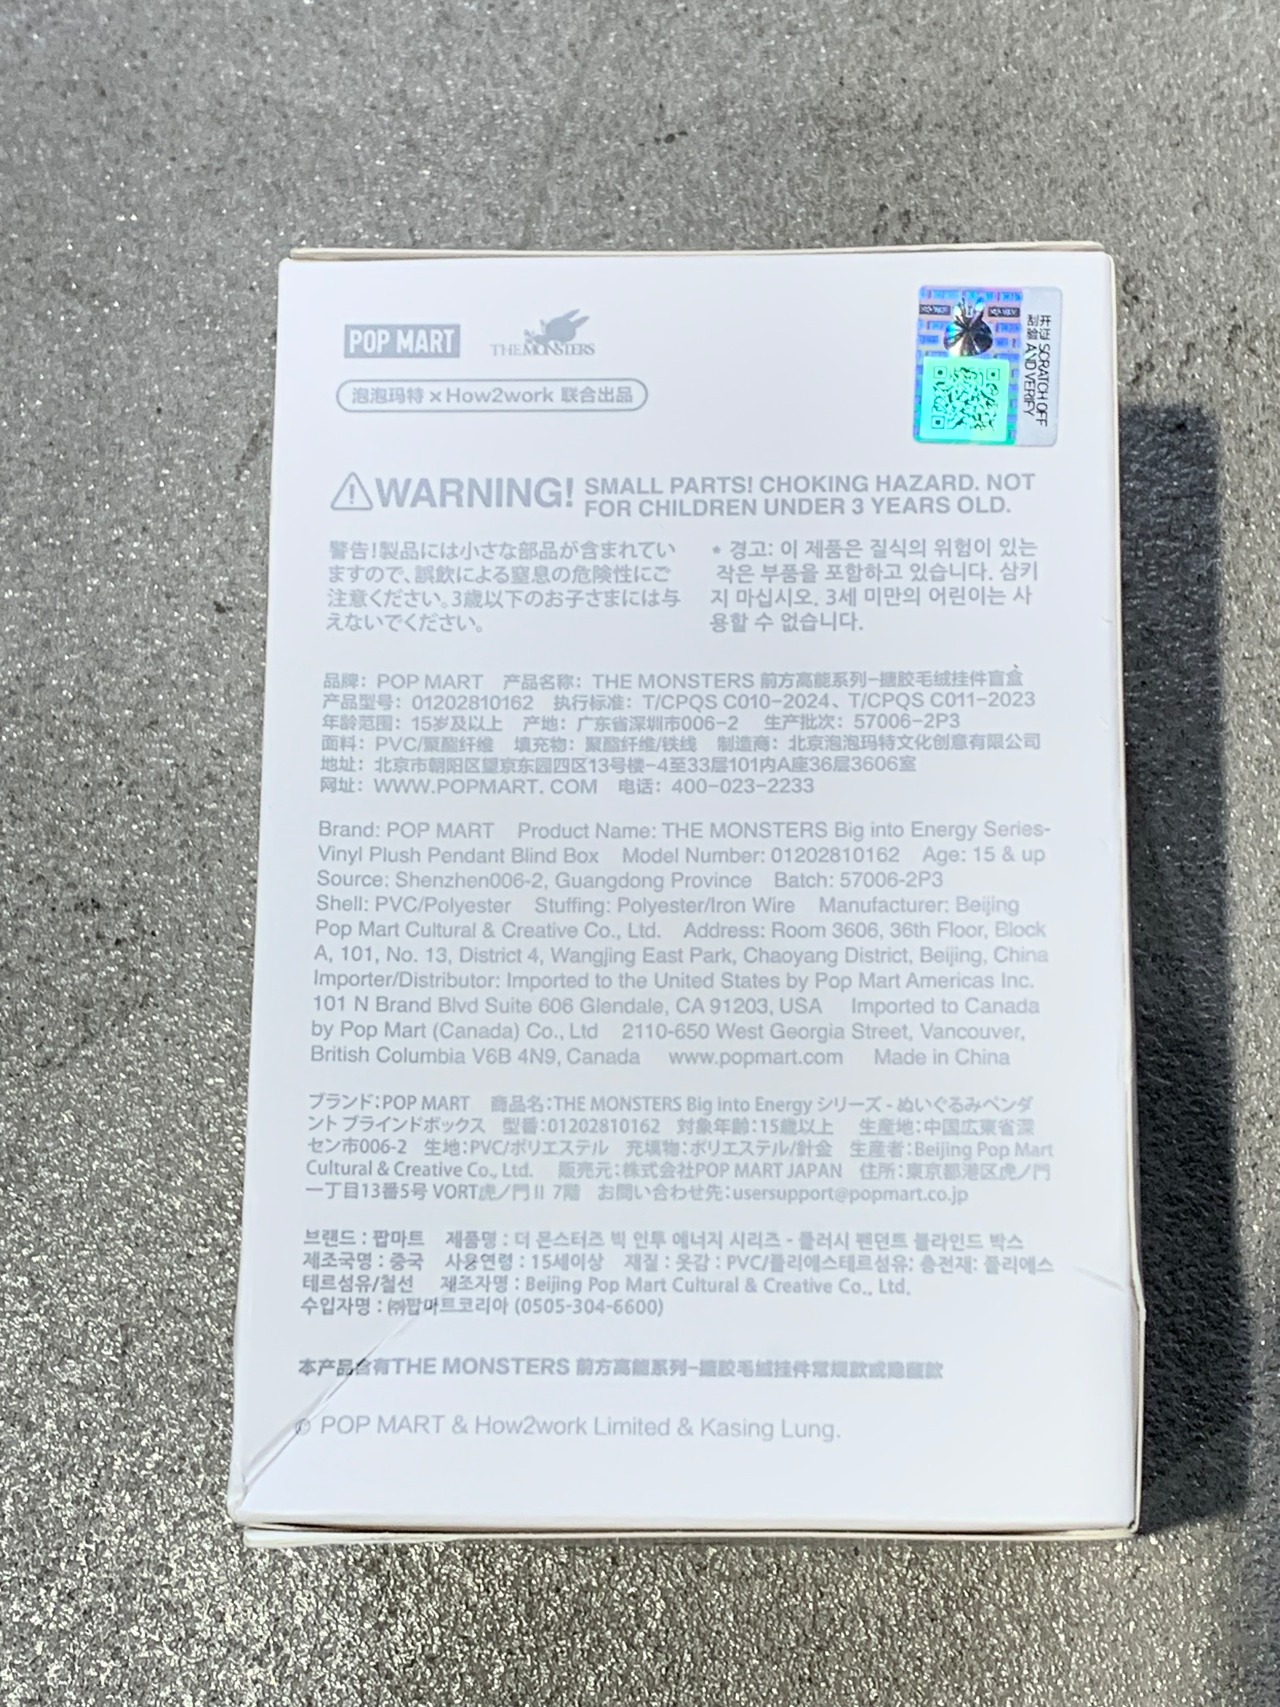 POP MART THE MONSTERS
泡泡玛特 × How2work 联合出品
开过 SCRATCH OFF
刮验 AND VERIFY
WARNING! SMALL PARTS! CHOKING HAZARD. NOT
FOR CHILDREN UNDER 3 YEARS OLD.
警告!製品には小さな部品が含まれてい
ますので、誤飲による窒息の危険性にご
注意ください。3歳以下のお子さまには与
えないでください。
* 경고: 이 제품은 질식의 위험이 있는
작은 부품을 포함하고 있습니다. 삼키
지 마십시오. 3세 미만의 어린이는 사
용할 수 없습니다.
品牌: POP MART 产品名称: THE MONSTERS 前方高能系列-搪胶毛绒挂件盲盒
产品型号: 01202810162 执行标准: T/CPQS C010-2024、T/CPQS C011-2023
年龄范围: 15岁及以上 产地: 广东省深圳市006-2 生产批次: 57006-2P3
面料: PVC/聚酯纤维 填充物: 聚酯纤维/铁线 制造商: 北京泡泡玛特文化创意有限公司
地址: 北京市朝阳区望京东园四区13号楼-4至33层101内A座36层3606室
网址: WWW.POPMART. COM 电话: 400-023-2233
Brand: POP MART Product Name: THE MONSTERS Big into Energy Series-
Vinyl Plush Pendant Blind Box Model Number: 01202810162 Age: 15 & up
Source: Shenzhen006-2, Guangdong Province Batch: 57006-2P3
Shell: PVC/Polyester Stuffing: Polyester/Iron Wire Manufacturer: Beijing
Pop Mart Cultural & Creative Co., Ltd. Address: Room 3606, 36th Floor, Block
A, 101, No. 13, District 4, Wangjing East Park, Chaoyang District, Beijing, China
Importer/Distributor: Imported to the United States by Pop Mart Americas Inc.
101 N Brand Blvd Suite 606 Glendale, CA 91203, USA Imported to Canada
by Pop Mart (Canada) Co., Ltd 2110-650 West Georgia Street, Vancouver,
British Columbia V6B 4N9, Canada www.popmart.com Made in China
ブランド:POP MART 商品名:THE MONSTERS Big into Energy シリーズ - ぬいぐるみペンダ
ント ブラインドボックス 型番:01202810162 対象年齢:15歳以上 生産地:中国広東省深
セン市006-2 生地:PVC/ポリエステル 充填物:ポリエステル/針金 生産者:Beijing Pop Mart
Cultural & Creative Co., Ltd. 販売元:株式会社POP MART JAPAN 住所:東京都港区虎ノ門
一丁目13番5号 VORT虎ノ門 II 7階 お問い合わせ先:usersupport@popmart.co.jp
브랜드 : 팝마트 제품명 : 더 몬스터즈 빅 인투 에너지 시리즈 - 플러시 펜던트 블라인드 박스
제조국명 : 중국 사용연령 : 15세이상 재질 : 옷감 : PVC/폴리에스테르섬유; 충전재: 폴리에스
테르섬유/철선 제조자명 : Beijing Pop Mart Cultural & Creative Co., Ltd.
수입자명 : ㈜팝마트코리아 (0505-304-6600)
本产品含有THE MONSTERS 前方高能系列-搪胶毛绒挂件常规款或隐藏款
© POP MART & How2work Limited & Kasing Lung.